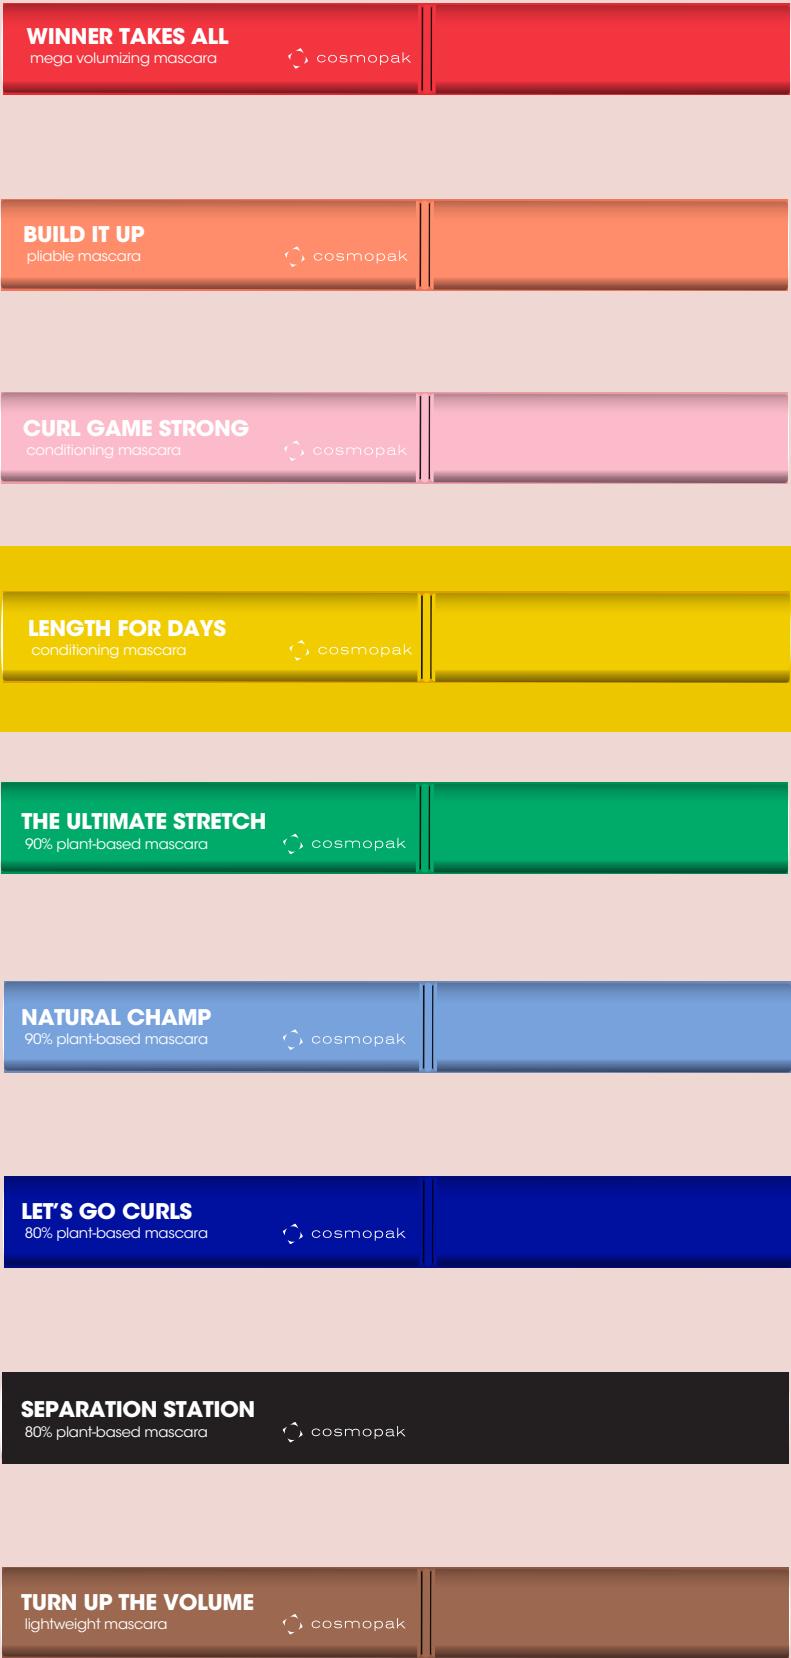 WINNER TAKES ALL
mega volumizing mascara
cosmopak
BUILD IT UP
pliable mascara
cosmopak
CURL GAME STRONG
conditioning mascara
cosmopak
LENGTH FOR DAYS
conditioning mascara
cosmopak
THE ULTIMATE STRETCH
90% plant-based mascara
cosmopak
NATURAL CHAMP
90% plant-based mascara
cosmopak
LET'S GO CURLS
80% plant-based mascara
cosmopak
SEPARATION STATION
80% plant-based mascara
cosmopak
TURN UP THE VOLUME
lightweight mascara
cosmopak